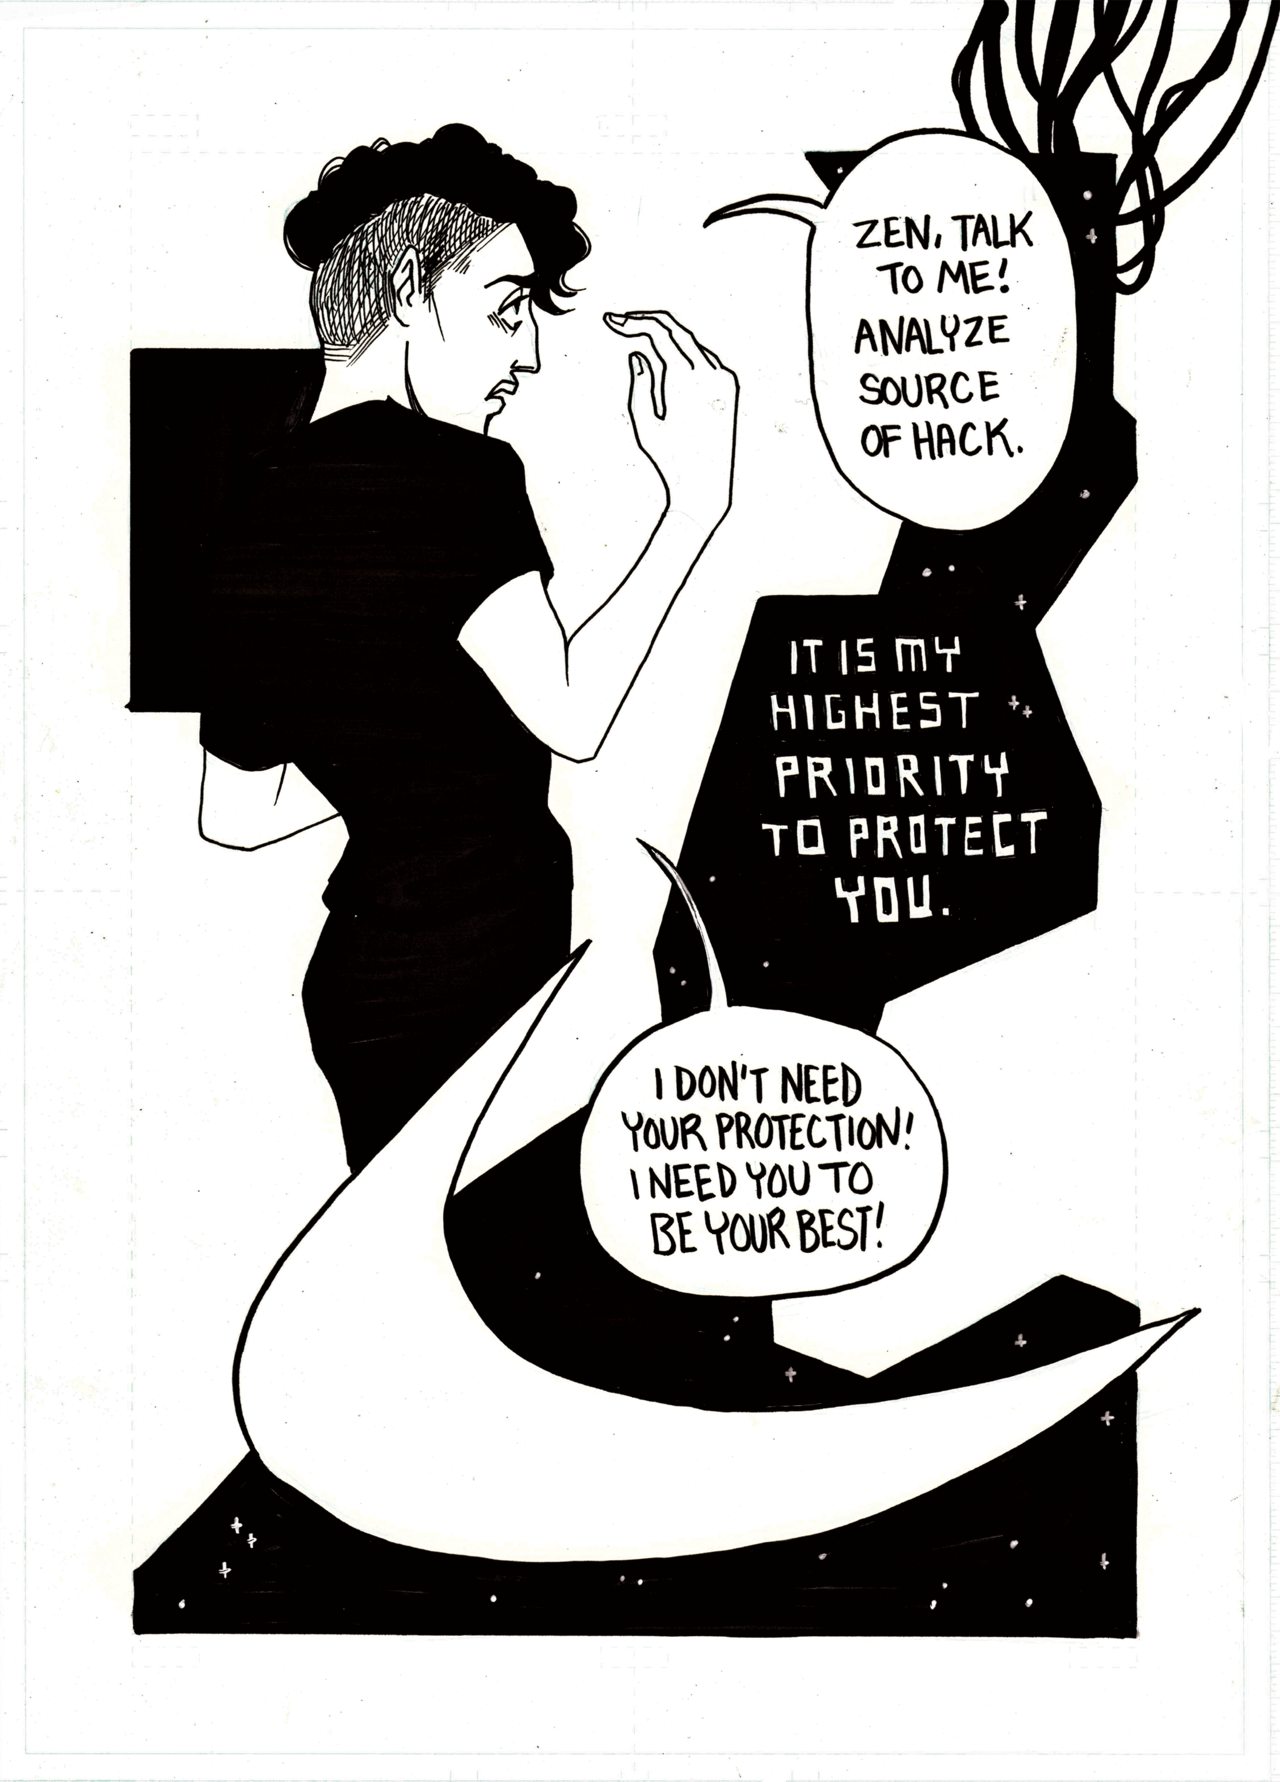 ZEN, TALK
TO ME!
ANALYZE
SOURCE
OF HACK.
IT IS MY
HIGHEST
PRIORITY
TO PROTECT
YOU.
I DON'T NEED
YOUR PROTECTION!
I NEED YOU TO
BE YOUR BEST!